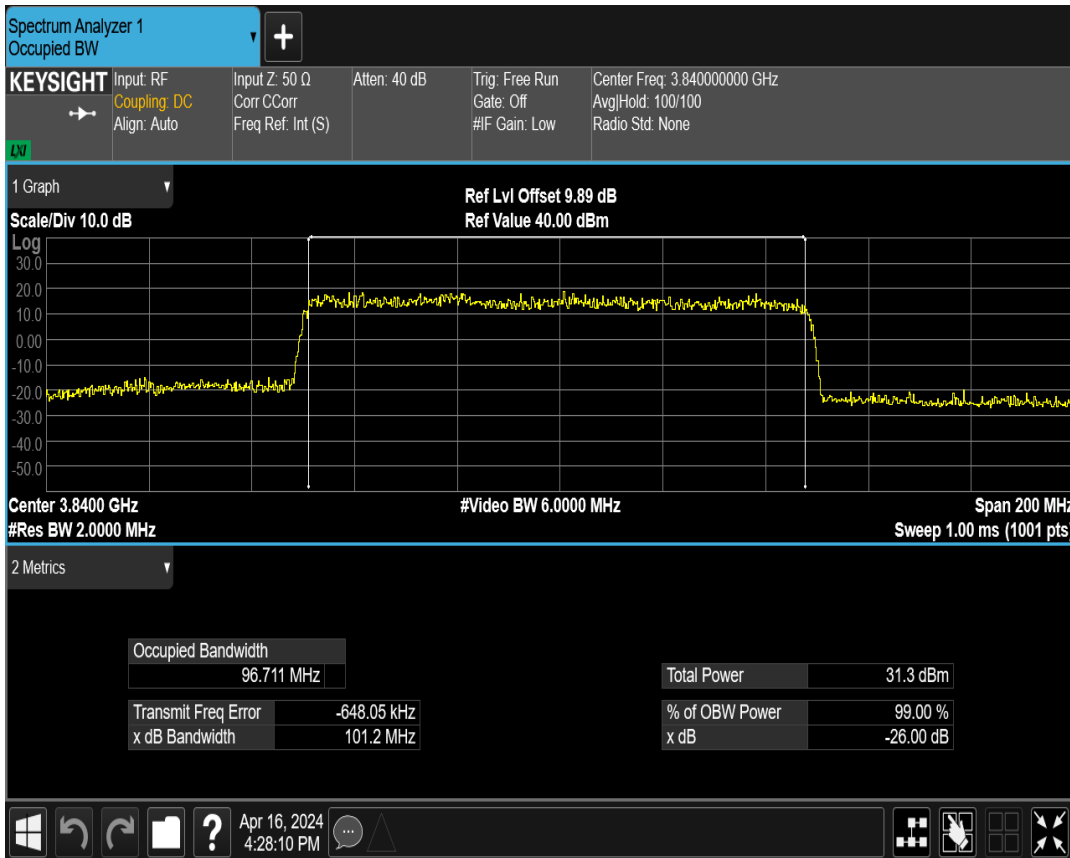 Spectrum Analyzer 1
Occupied BW
+
KEYSIGHT
LXI
Input: RF
Coupling: DC
Align: Auto
Input Z: 50 Ω
Corr CCorr
Freq Ref: Int (S)
Atten: 40 dB
Trig: Free Run
Gate: Off
#IF Gain: Low
Center Freq: 3.840000000 GHz
Avg|Hold: 100/100
Radio Std: None
1 Graph
Scale/Div 10.0 dB
Ref Lvl Offset 9.89 dB
Ref Value 40.00 dBm
Log
30.0
20.0
10.0
0.00
-10.0
-20.0
-30.0
-40.0
-50.0
Center 3.8400 GHz
#Video BW 6.0000 MHz
Span 200 MHz
#Res BW 2.0000 MHz
Sweep 1.00 ms (1001 pts)
2 Metrics
Occupied Bandwidth
96.711 MHz
Total Power 31.3 dBm
Transmit Freq Error -648.05 kHz
% of OBW Power 99.00 %
x dB Bandwidth 101.2 MHz
x dB -26.00 dB
?
Apr 16, 2024
4:28:10 PM